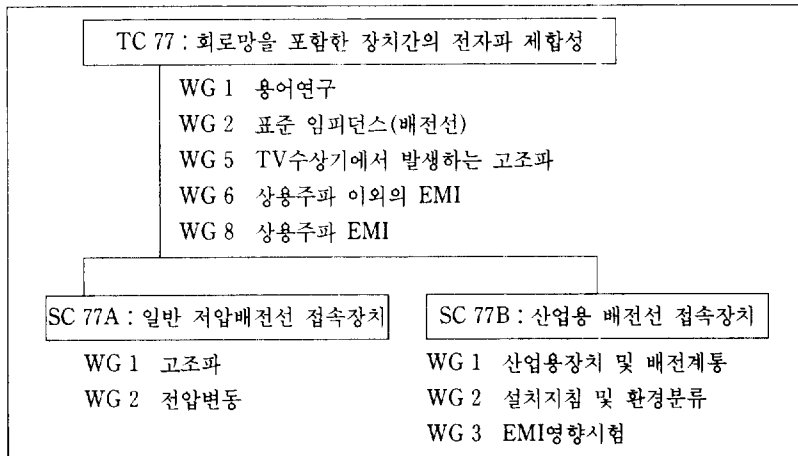 TC 77 : 회로망을 포함한 장치간의 전자파 제합성
WG 1 용어연구
WG 2 표준 임피던스(배전선)
WG 5 TV수상기에서 발생하는 고조파
WG 6 상용주파 이외의 EMI
WG 8 상용주파 EMI
SC 77A : 일반 저압배전선 접속장치
WG 1 고조파
WG 2 전압변동
SC 77B : 산업용 배전선 접속장치
WG 1 산업용장치 및 배전계통
WG 2 설치지침 및 환경분류
WG 3 EMI영향시험